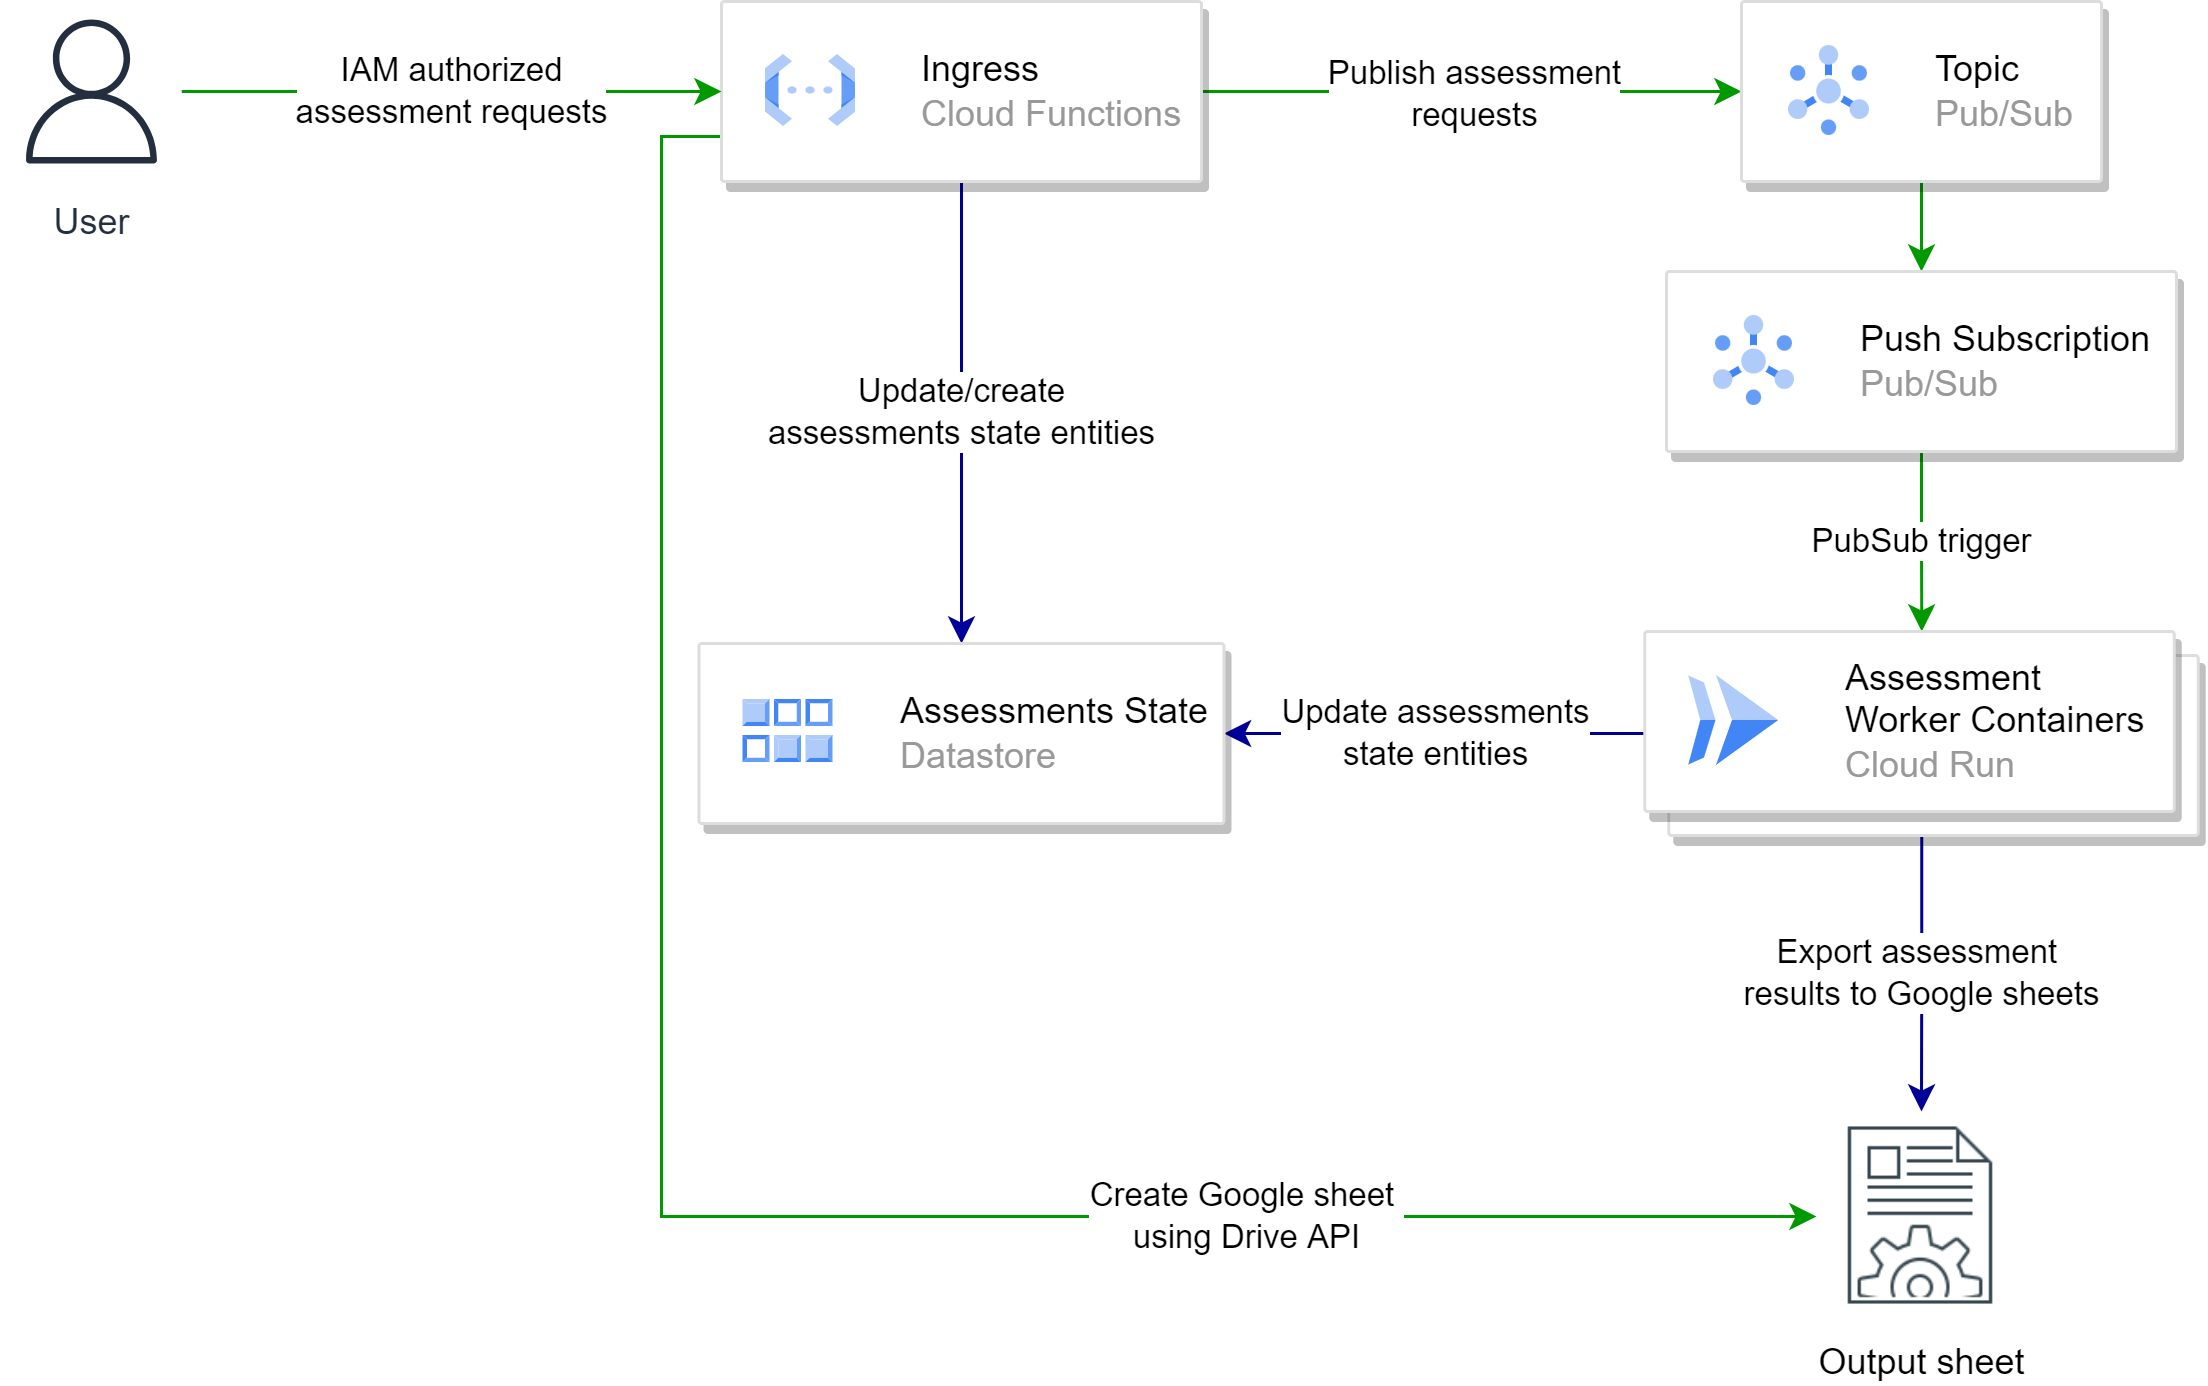 IAM authorized
assessment requests
User
Ingress
Cloud Functions
Publish assessment
requests
Topic
Pub/Sub
Push Subscription
Pub/Sub
Update/create
assessments state entities
PubSub trigger
Assessments State
Datastore
Update assessments
state entities
Assessment
Worker Containers
Cloud Run
Export assessment
results to Google sheets
Create Google sheet
using Drive API
Output sheet